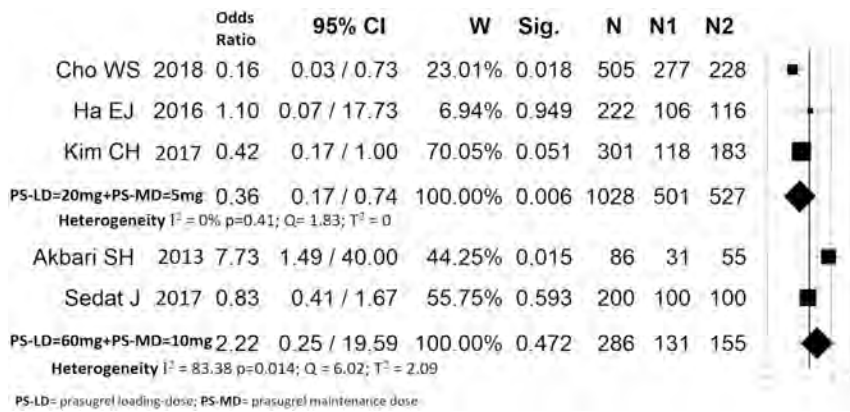 Odds Ratio 95% CI W Sig. N N1 N2
Cho WS 2018 0.16 0.03 / 0.73 23.01% 0.018 505 277 228
Ha EJ 2016 1.10 0.07 / 17.73 6.94% 0.949 222 106 116
Kim CH 2017 0.42 0.17 / 1.00 70.05% 0.051 301 118 183
PS-LD=20mg+PS-MD=5mg 0.36 0.17 / 0.74 100.00% 0.006 1028 501 527
Heterogeneity I² = 0% p=0.41; Q= 1.83; T² = 0
Akbari SH 2013 7.73 1.49 / 40.00 44.25% 0.015 86 31 55
Sedat J 2017 0.83 0.41 / 1.67 55.75% 0.593 200 100 100
PS-LD=60mg+PS-MD=10mg 2.22 0.25 / 19.59 100.00% 0.472 286 131 155
Heterogeneity I² = 83.38 p=0.014; Q = 6.02; T² = 2.09
PS-LD= prasugrel loading-dose; PS-MD= prasugrel maintenance dose